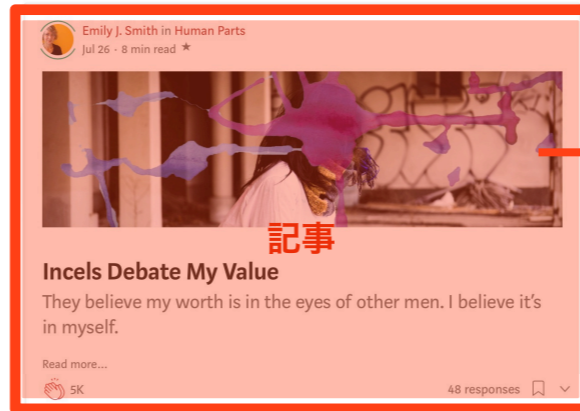 Emily J. Smith in Human Parts
Jul 26 · 8 min read ★
記事
Incels Debate My Value
They believe my worth is in the eyes of other men. I believe it's
in myself.
Read more...
5K
48 responses